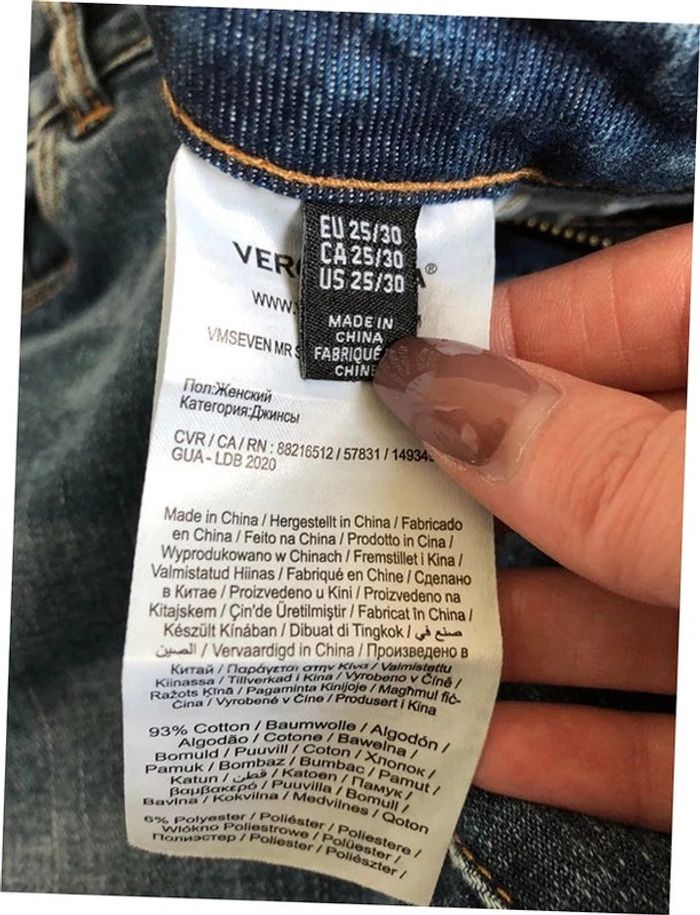 EU 25/30
CA 25/30
US 25/30
MADE IN
CHINA
FABRIQUÉ
CHINE
VER A®
www.
VMSEVEN MR S
Пол:Женский
Категория:Джинсы
CVR / CA / RN : 88216512 / 57831 / 14934
GUA - LDB 2020
Made in China / Hergestellt in China / Fabricado
en China / Feito na China / Prodotto in Cina /
Wyprodukowano w Chinach / Fremstillet i Kina /
Valmistatud Hiinas / Fabriqué en Chine / Сделано
в Китае / Proizvedeno u Kini / Proizvedeno na
Kitajskem / Çin'de Üretilmiştir / Fabricat în China /
Készült Kínában / Dibuat di Tingkok / صنع في
الصين / Vervaardigd in China / Произведено в
Китай / Παράγεται στην Κίνα / Valmistettu
Kiinassa / Tillverkad i Kina / Vyrobeno v Číně /
Ražots Ķīnā / Pagaminta Kinijoje / Maghmul fiċ-
Ċina / Vyrobené v Číne / Produsert i Kina
93% Cotton / Baumwolle / Algodón /
Algodão / Cotone / Bawełna /
Bomuld / Puuvill / Coton / Хлопок /
Pamuk / Bombaz / Bumbac / Pamut /
Katun / قطن / Katoen / Памук /
Βαμβακερό / Puuvilla / Bomull /
Bavlna / Kokvilna / Medvilnės / Qoton
6% Polyester / Poliéster / Poliestere /
Włókno Poliestrowe / Polüester /
Полиэстер / Poliester / Poliészter /